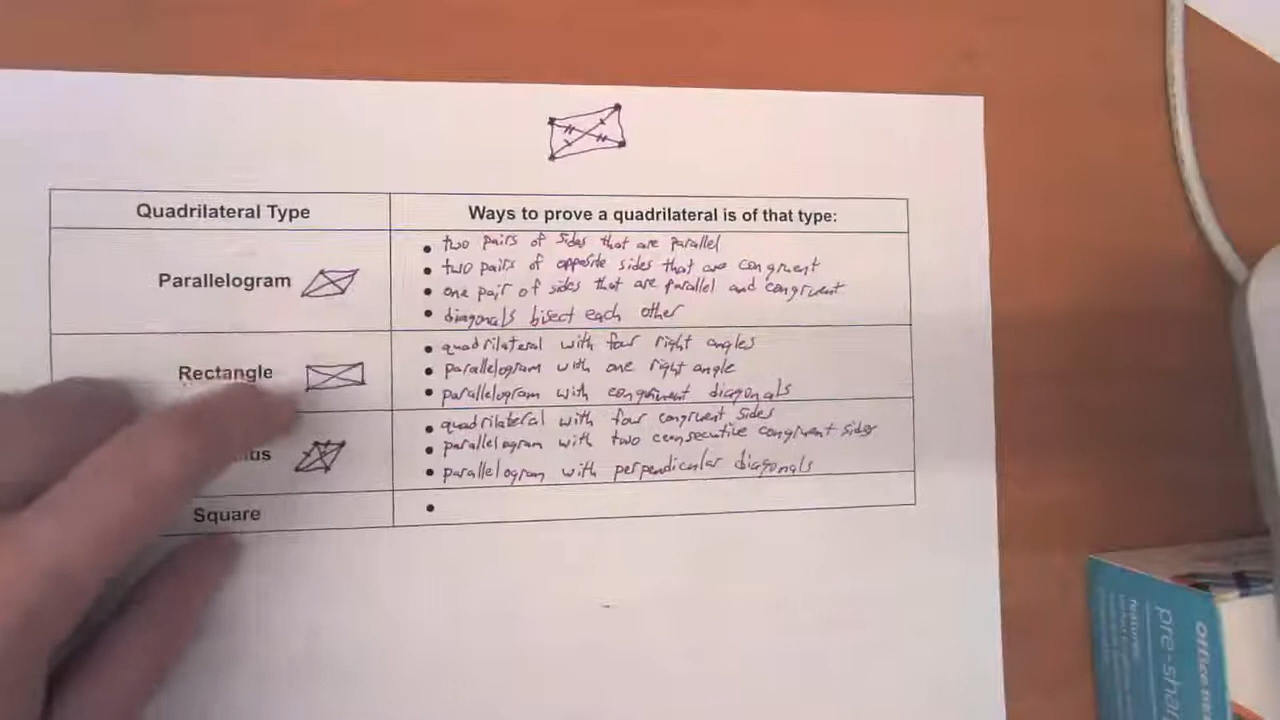 Quadrilateral Type
Ways to prove a quadrilateral is of that type:
Parallelogram
• two pairs of sides that are parallel
• two pairs of opposite sides that are congruent
• one pair of sides that are parallel and congruent
• diagonals bisect each other
Rectangle
• quadrilateral with four right angles
• parallelogram with one right angle
• parallelogram with congruent diagonals
• quadrilateral with four congruent sides
• parallelogram with two consecutive congruent sides
• parallelogram with perpendicular diagonals
Square
•
pre-shar